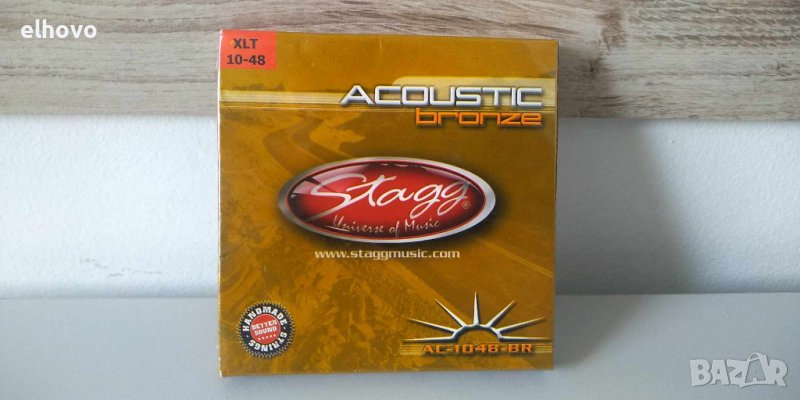 elhovo
XLT
10-48
ACOUSTIC
bronze
Stagg®
Universe of Music
www.staggmusic.com
HANDMADE
BETTER
SOUND
STRINGS
AC-1048-BR
BAZAR